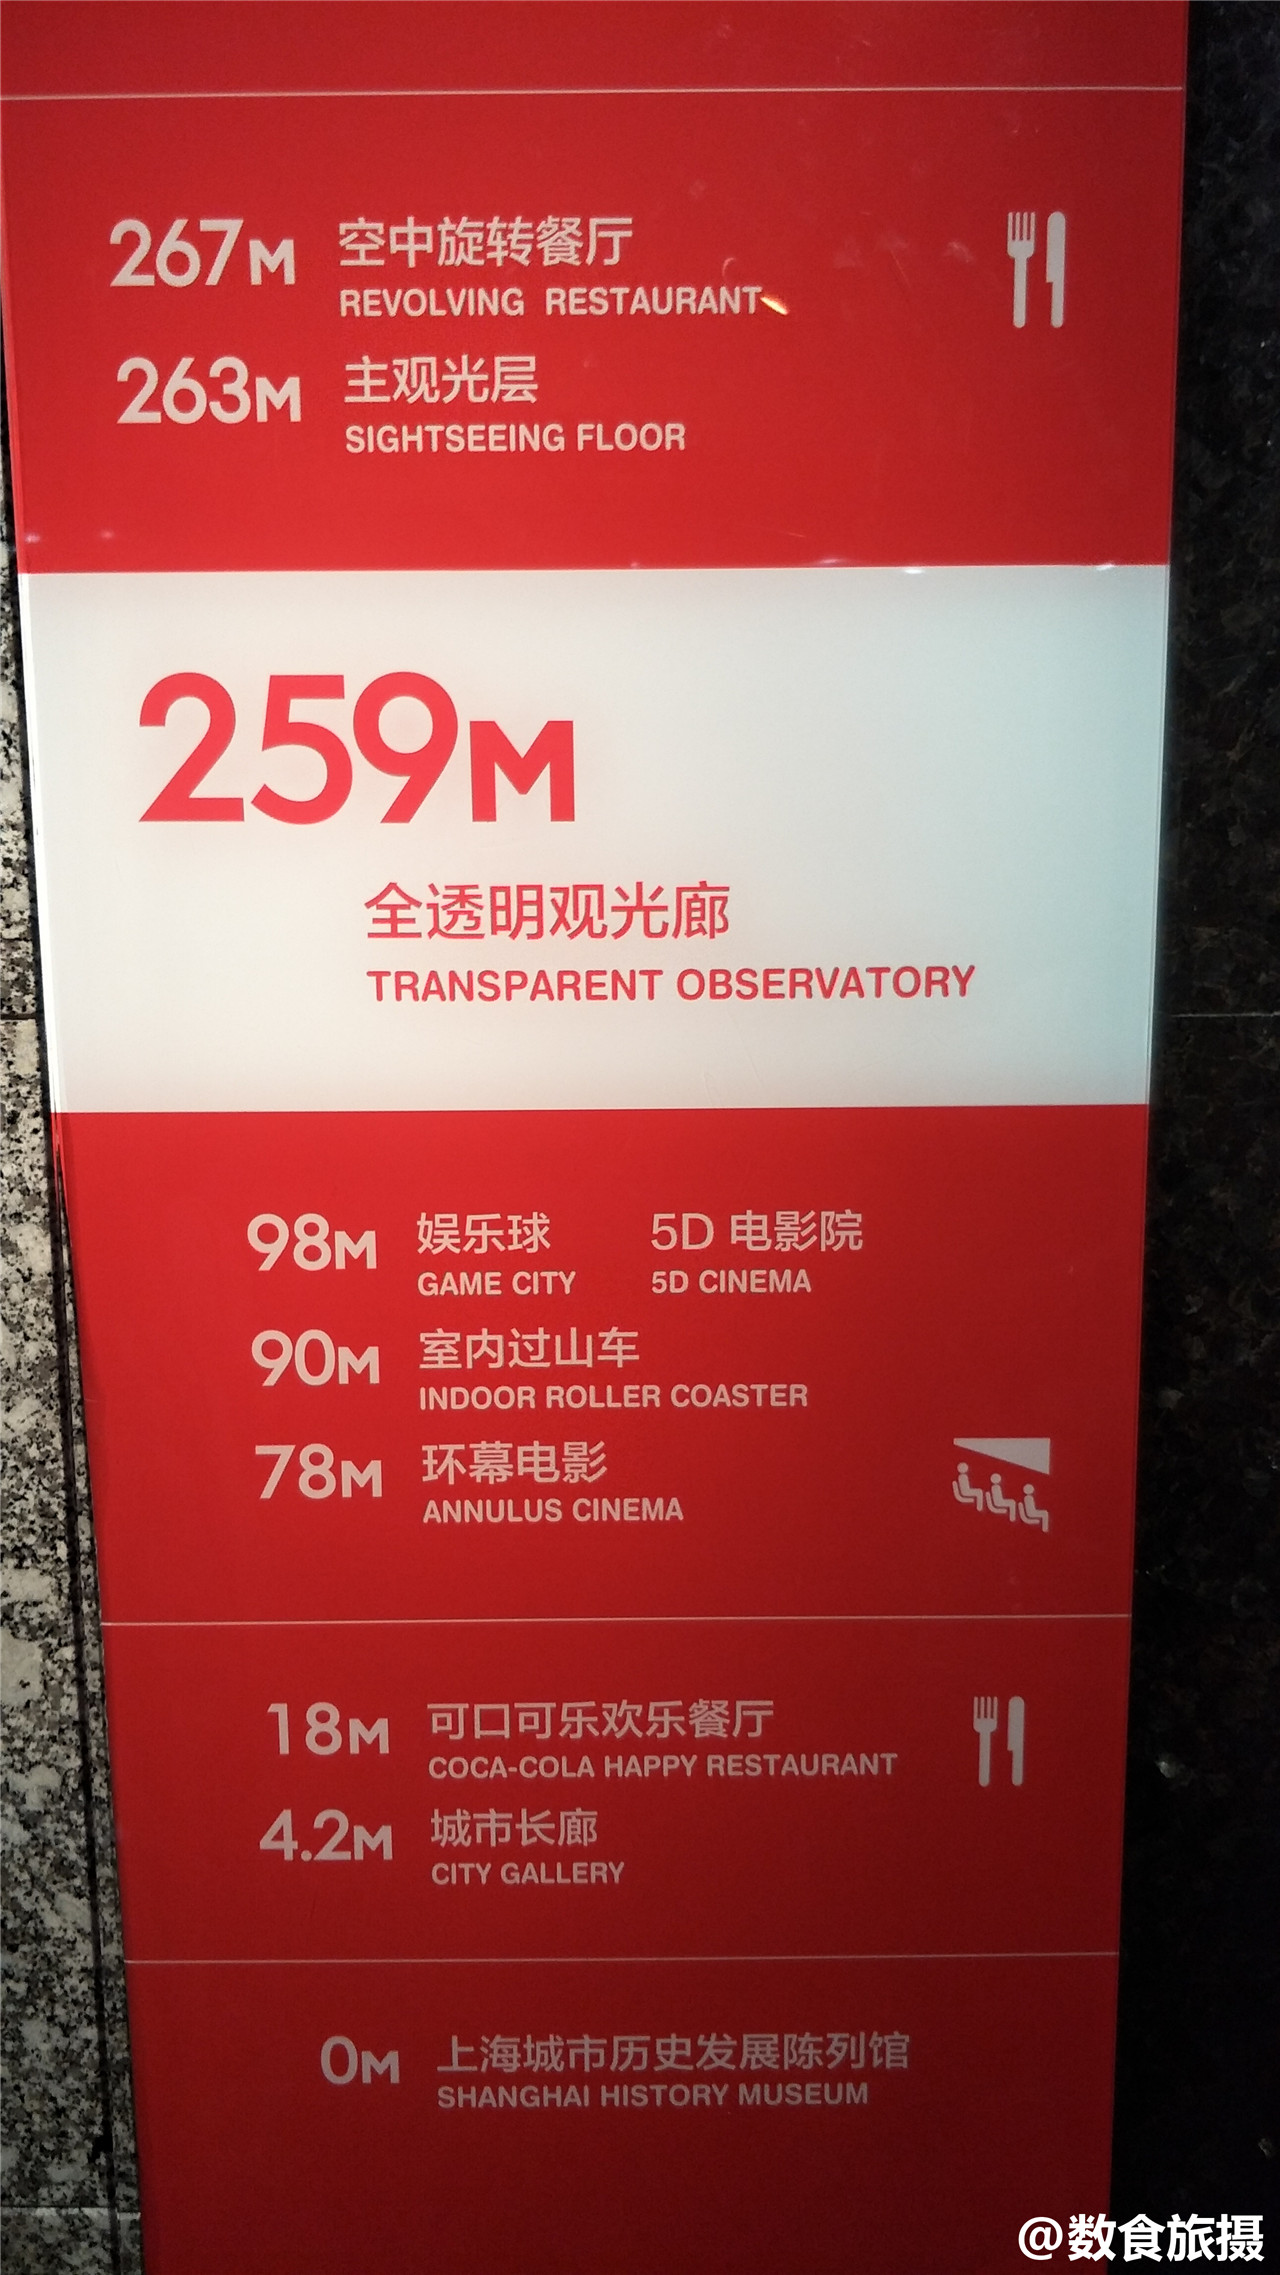 267M 空中旋转餐厅
REVOLVING RESTAURANT
263M 主观光层
SIGHTSEEING FLOOR
259M
全透明观光廊
TRANSPARENT OBSERVATORY
98M 娱乐球 5D 电影院
GAME CITY 5D CINEMA
90M 室内过山车
INDOOR ROLLER COASTER
78M 环幕电影
ANNULUS CINEMA
18M 可口可乐欢乐餐厅
COCA-COLA HAPPY RESTAURANT
4.2M 城市长廊
CITY GALLERY
0M 上海城市历史发展陈列馆
SHANGHAI HISTORY MUSEUM
@数食旅摄